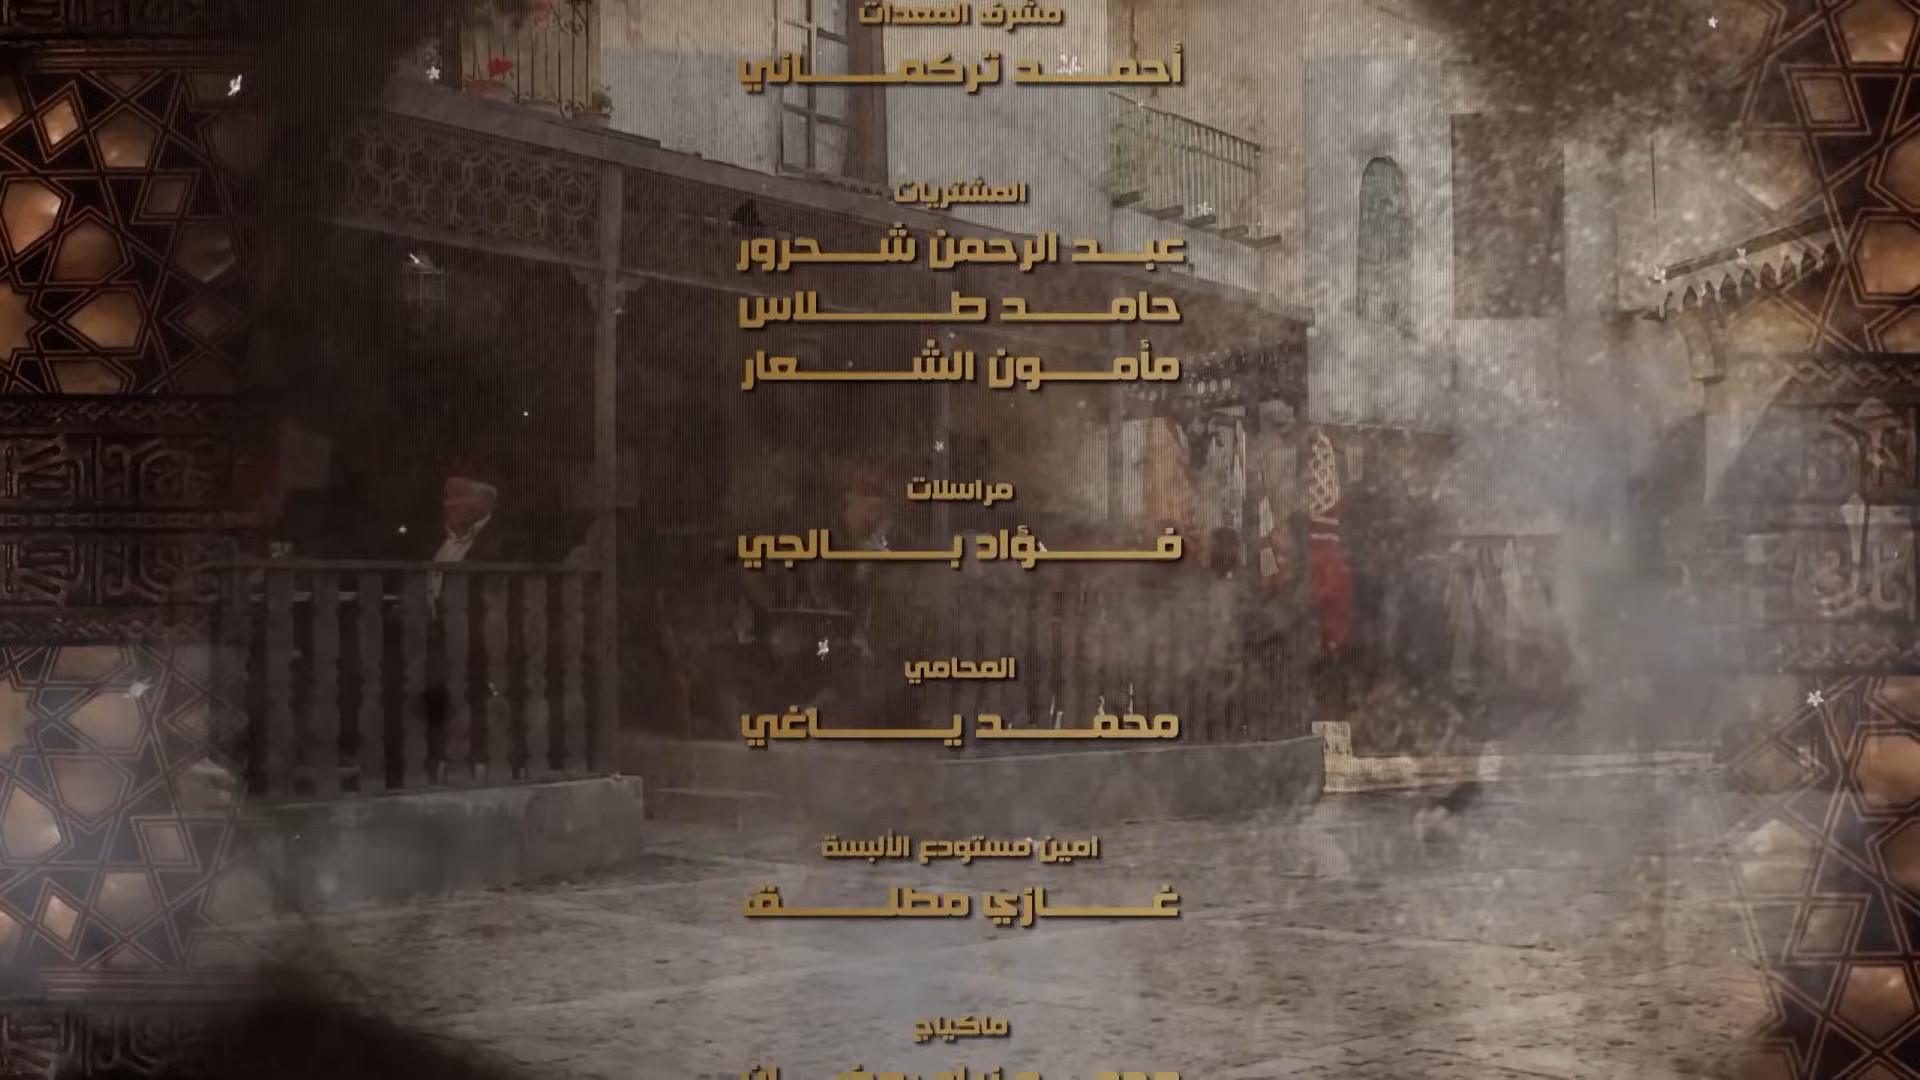 مشرف المعدات
أحمد تركماني
المشتريات
عبد الرحمن شحرور
حامد طلاس
مأمون الشعار
مراسلات
فؤاد بالجي
المحامي
محمد ياغي
امين مستودع الألبسة
غازي مطلق
ماكياج